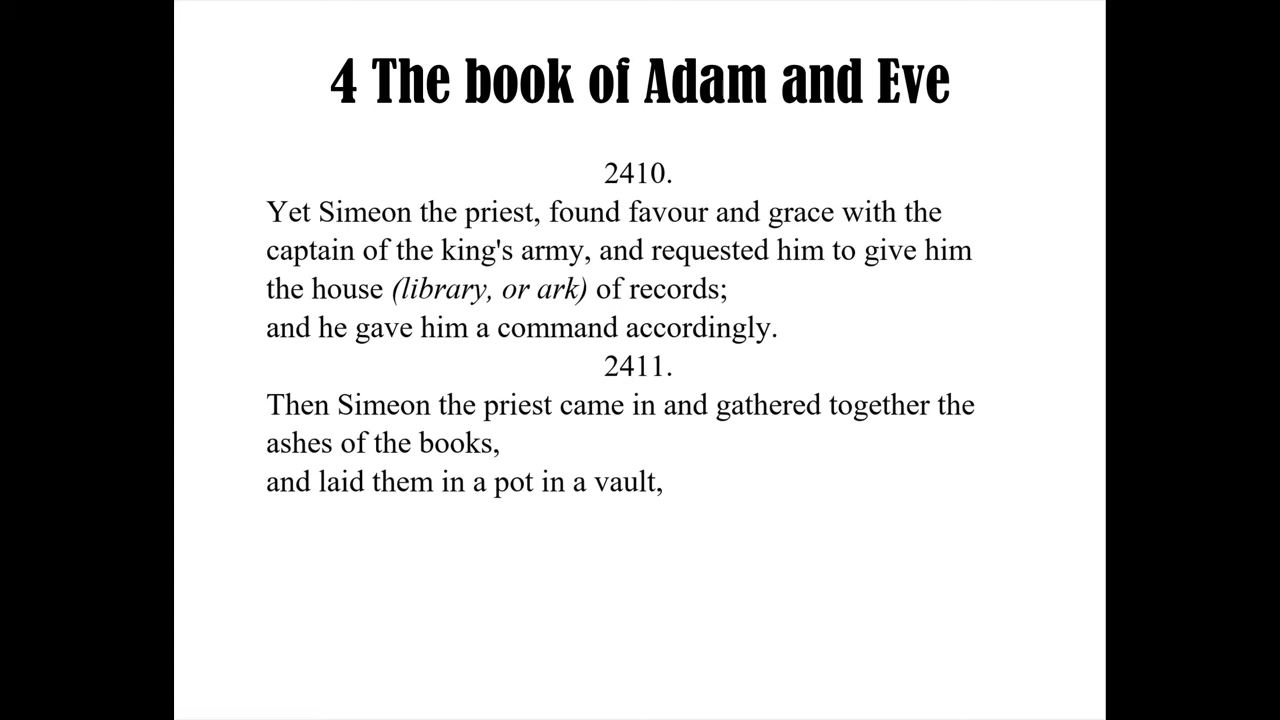 4 The book of Adam and Eve
2410.
Yet Simeon the priest, found favour and grace with the
captain of the king's army, and requested him to give him
the house (library, or ark) of records;
and he gave him a command accordingly.
2411.
Then Simeon the priest came in and gathered together the
ashes of the books,
and laid them in a pot in a vault,